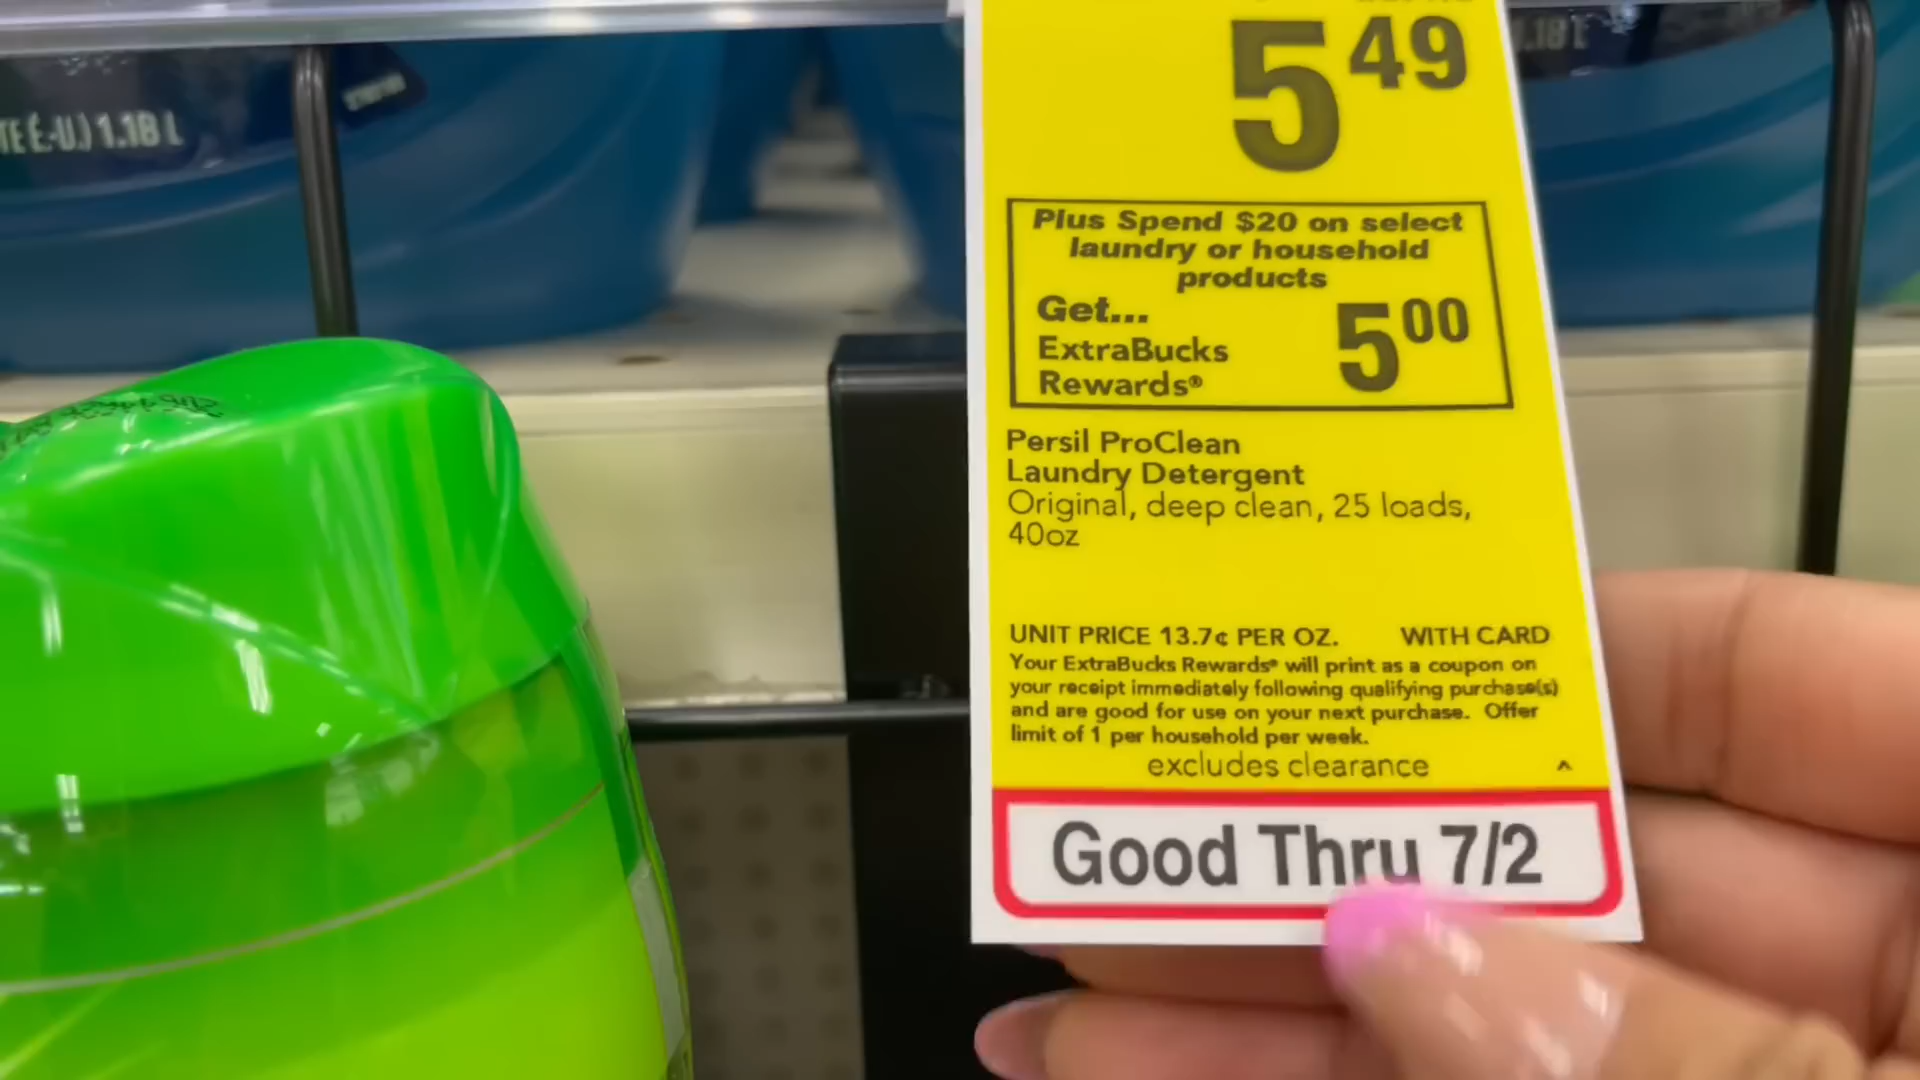 5 49
Plus Spend $20 on select
laundry or household
products
Get...
ExtraBucks
Rewards®
5 00
Persil ProClean
Laundry Detergent
Original, deep clean, 25 loads,
40oz
UNIT PRICE 13.7¢ PER OZ. WITH CARD
Your ExtraBucks Rewards® will print as a coupon on
your receipt immediately following qualifying purchase(s)
and are good for use on your next purchase. Offer
limit of 1 per household per week.
excludes clearance ^
Good Thru 7/2
1.18 L